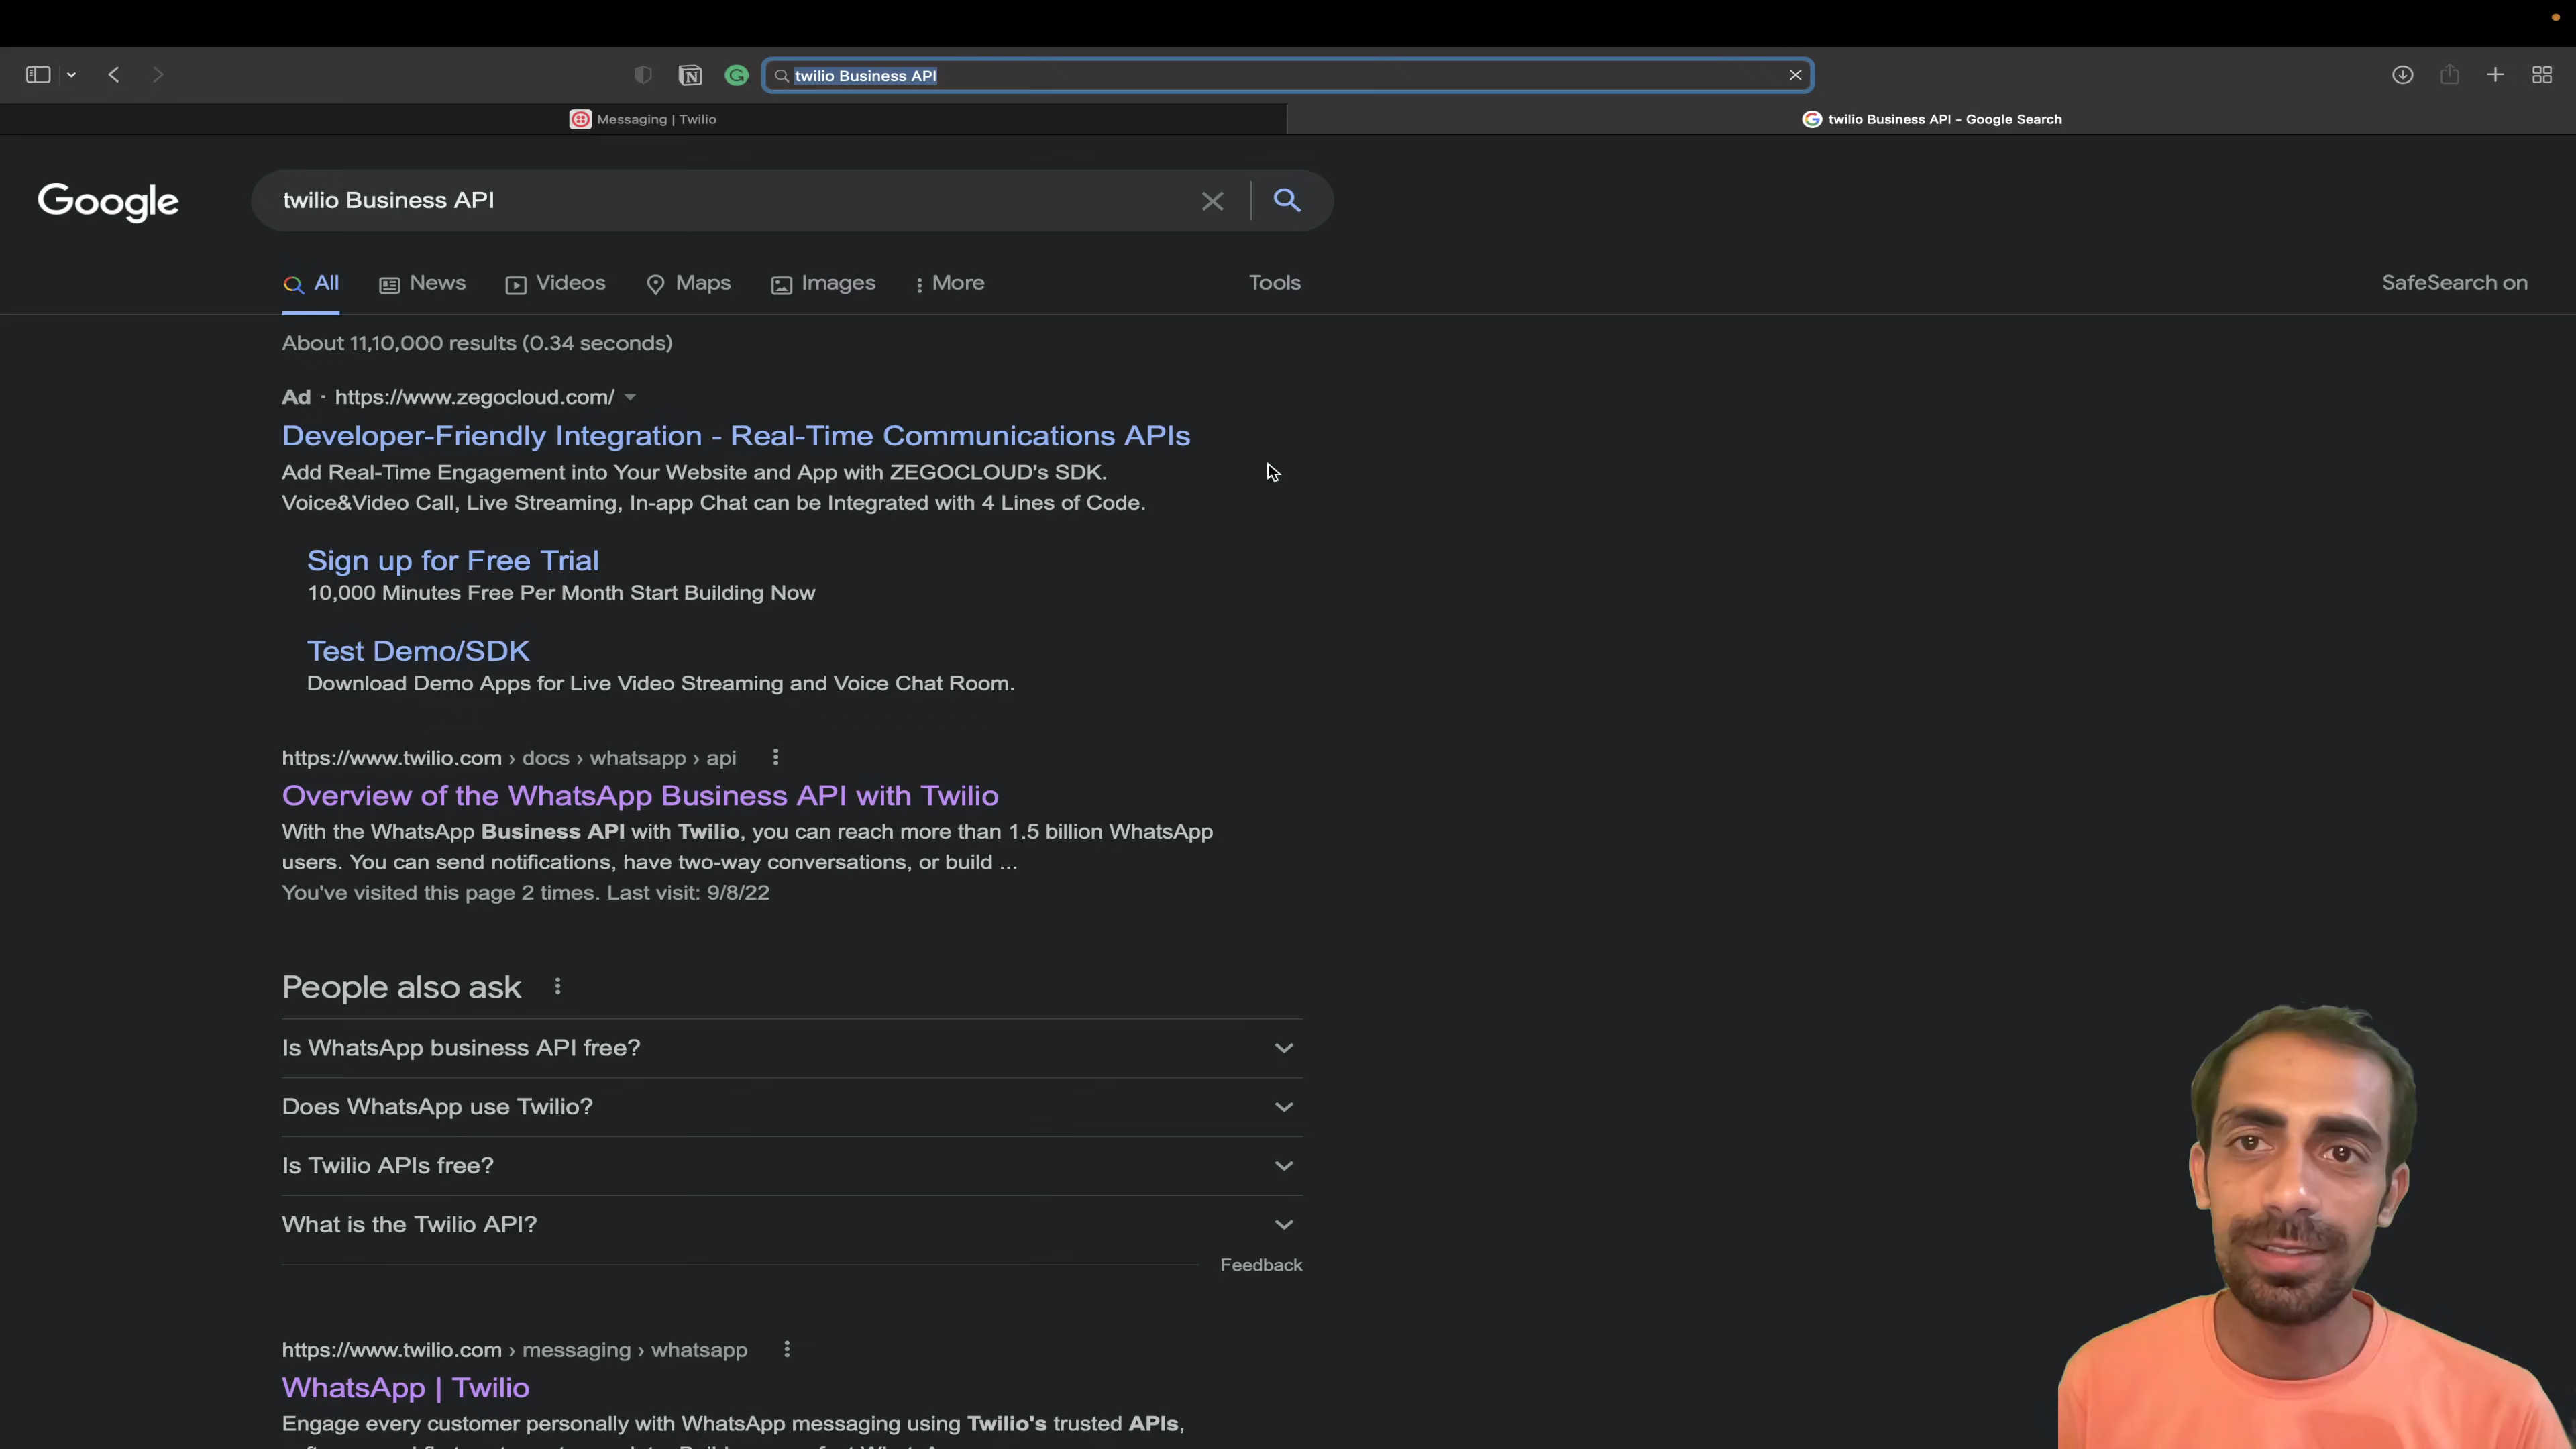 twilio Business API
Messaging | Twilio
twilio Business API - Google Search
Google
twilio Business API
All
News
Videos
Maps
Images
More
Tools
SafeSearch on
About 11,10,000 results (0.34 seconds)
Ad · https://www.zegocloud.com/
Developer-Friendly Integration - Real-Time Communications APIs
Add Real-Time Engagement into Your Website and App with ZEGOCLOUD's SDK.
Voice&Video Call, Live Streaming, In-app Chat can be Integrated with 4 Lines of Code.
Sign up for Free Trial
10,000 Minutes Free Per Month Start Building Now
Test Demo/SDK
Download Demo Apps for Live Video Streaming and Voice Chat Room.
https://www.twilio.com › docs › whatsapp › api
Overview of the WhatsApp Business API with Twilio
With the WhatsApp Business API with Twilio, you can reach more than 1.5 billion WhatsApp
users. You can send notifications, have two-way conversations, or build ...
You've visited this page 2 times. Last visit: 9/8/22
People also ask
Is WhatsApp business API free?
Does WhatsApp use Twilio?
Is Twilio APIs free?
What is the Twilio API?
Feedback
https://www.twilio.com › messaging › whatsapp
WhatsApp | Twilio
Engage every customer personally with WhatsApp messaging using Twilio's trusted APIs,